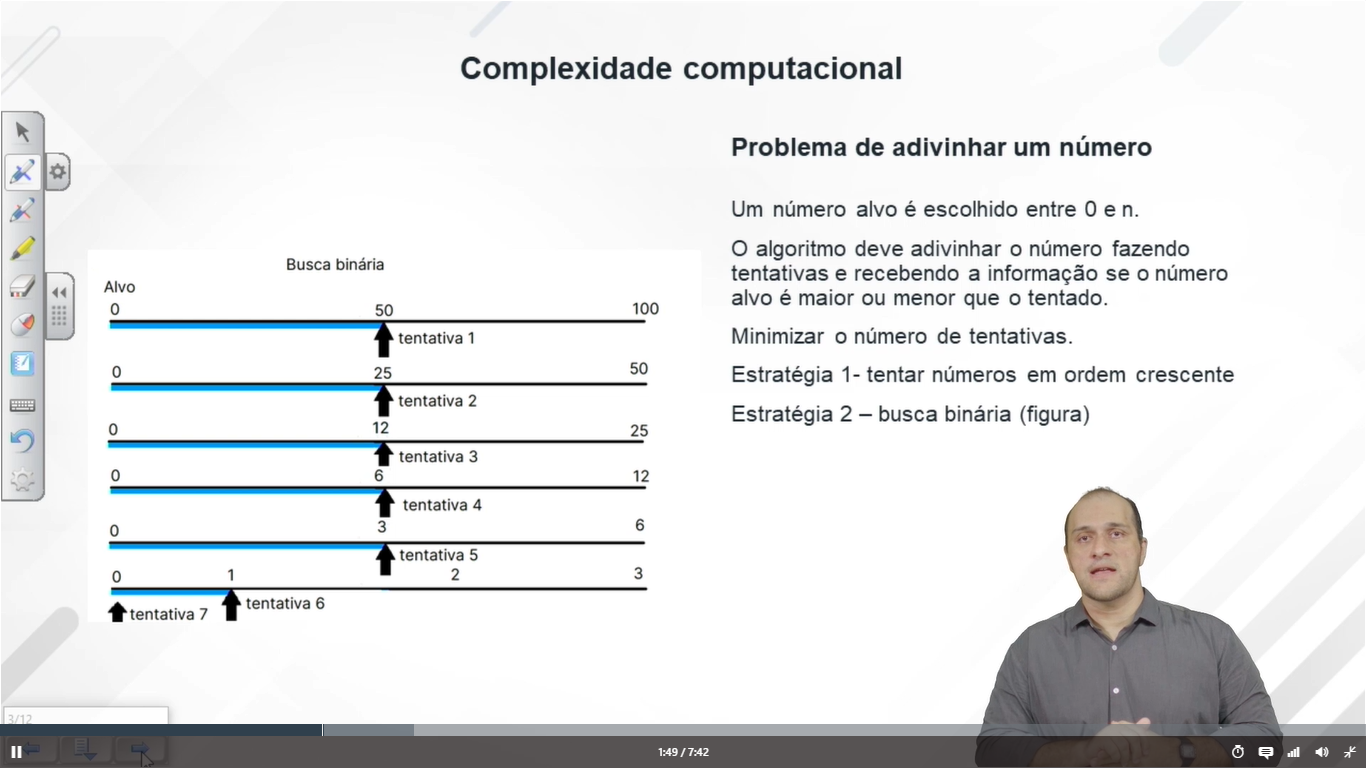 Complexidade computacional
Problema de adivinhar um número
Um número alvo é escolhido entre 0 e n.
O algoritmo deve adivinhar o número fazendo
tentativas e recebendo a informação se o número
alvo é maior ou menor que o tentado.
Minimizar o número de tentativas.
Estratégia 1- tentar números em ordem crescente
Estratégia 2 – busca binária (figura)
Busca binária
Alvo
0 50 100
tentativa 1
0 25 50
tentativa 2
0 12 25
tentativa 3
0 6 12
tentativa 4
0 3 6
tentativa 5
0 1 2 3
tentativa 6
tentativa 7
3/12
1:49 / 7:42